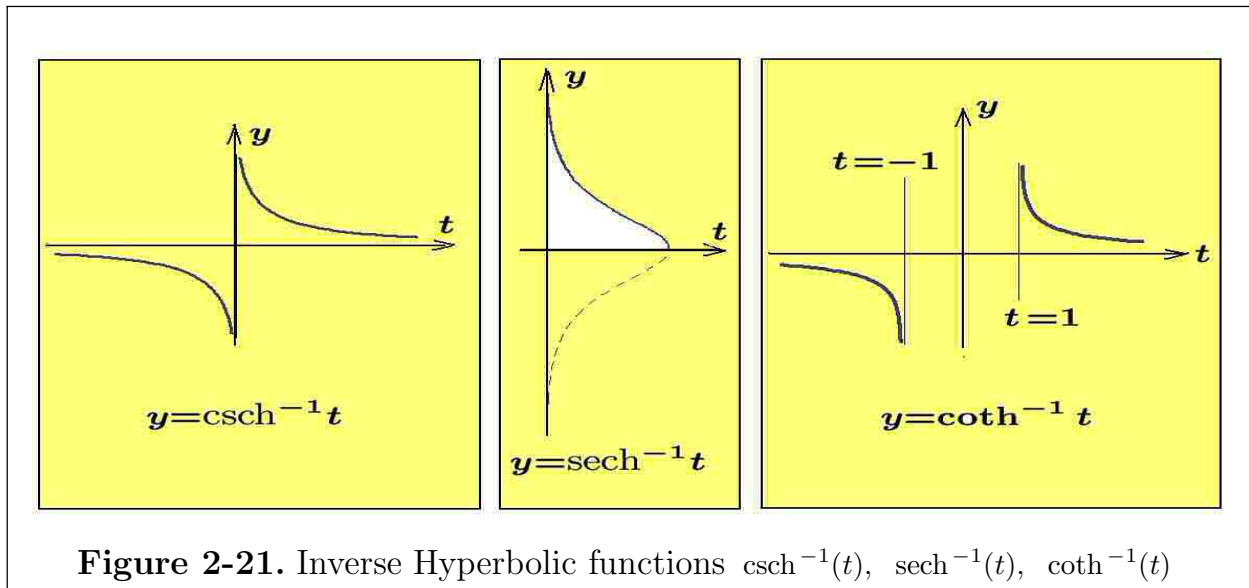 y
t
y=csch⁻¹t
y
t
y=sech⁻¹t
y
t=−1
t
t=1
y=coth⁻¹ t
Figure 2-21. Inverse Hyperbolic functions csch⁻¹(t), sech⁻¹(t), coth⁻¹(t)